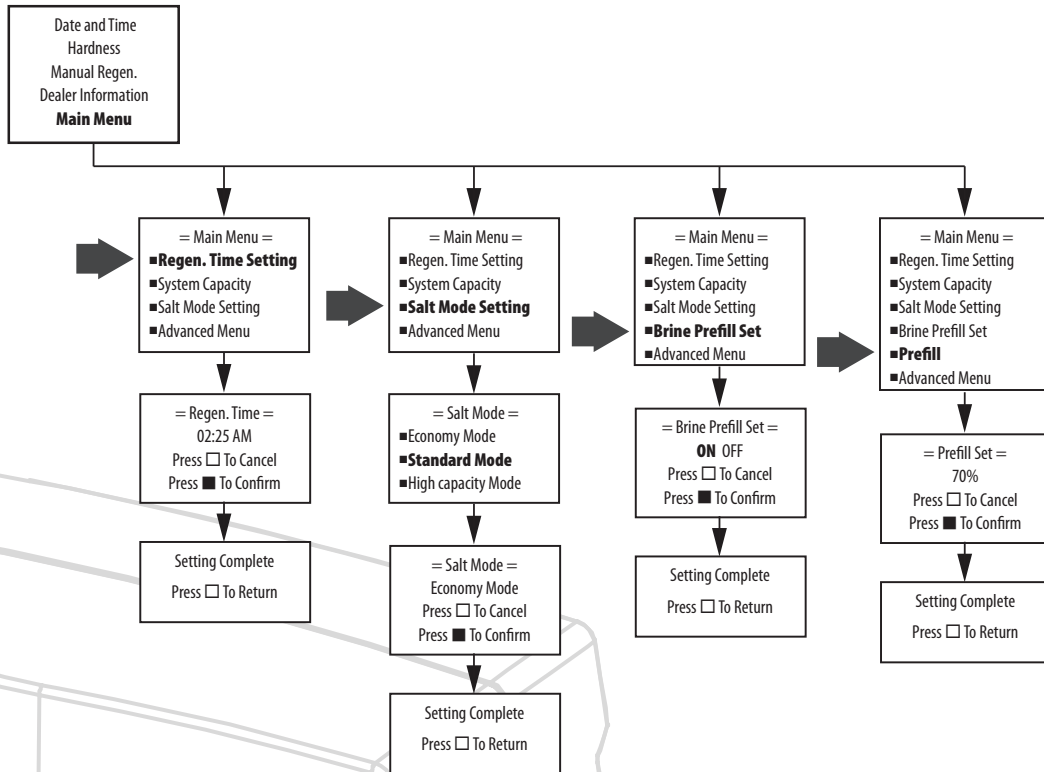 Date and Time
Hardness
Manual Regen.
Dealer Information
Main Menu
= Main Menu =
■Regen. Time Setting
■System Capacity
■Salt Mode Setting
■Advanced Menu
= Regen. Time =
02:25 AM
Press □ To Cancel
Press ■ To Confirm
Setting Complete
Press □ To Return
= Main Menu =
■Regen. Time Setting
■System Capacity
■Salt Mode Setting
■Advanced Menu
= Salt Mode =
■Economy Mode
■Standard Mode
■High capacity Mode
= Salt Mode =
Economy Mode
Press □ To Cancel
Press ■ To Confirm
Setting Complete
Press □ To Return
= Main Menu =
■Regen. Time Setting
■System Capacity
■Salt Mode Setting
■Brine Prefill Set
■Advanced Menu
= Brine Prefill Set =
ON OFF
Press □ To Cancel
Press ■ To Confirm
Setting Complete
Press □ To Return
= Main Menu =
■Regen. Time Setting
■System Capacity
■Salt Mode Setting
■Brine Prefill Set
■Prefill
■Advanced Menu
= Prefill Set =
70%
Press □ To Cancel
Press ■ To Confirm
Setting Complete
Press □ To Return